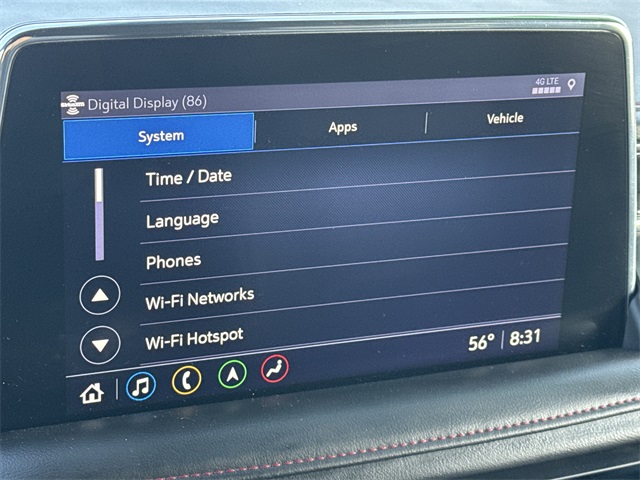 4G LTE
SiriusXM Digital Display (86)
System
Apps
Vehicle
Time / Date
Language
Phones
Wi-Fi Networks
Wi-Fi Hotspot
56° 8:31